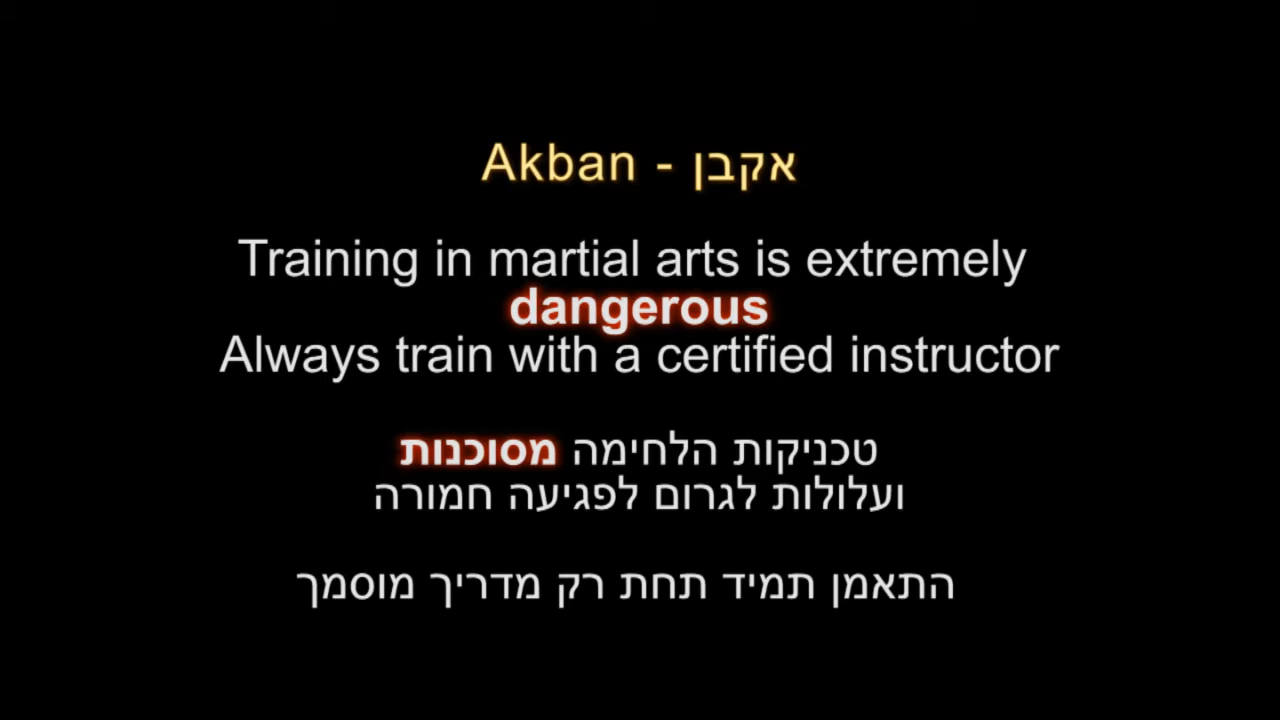 Akban - אקבן
Training in martial arts is extremely
dangerous
Always train with a certified instructor
טכניקות הלחימה מסוכנות
ועלולות לגרום לפגיעה חמורה
התאמן תמיד תחת רק מדריך מוסמך